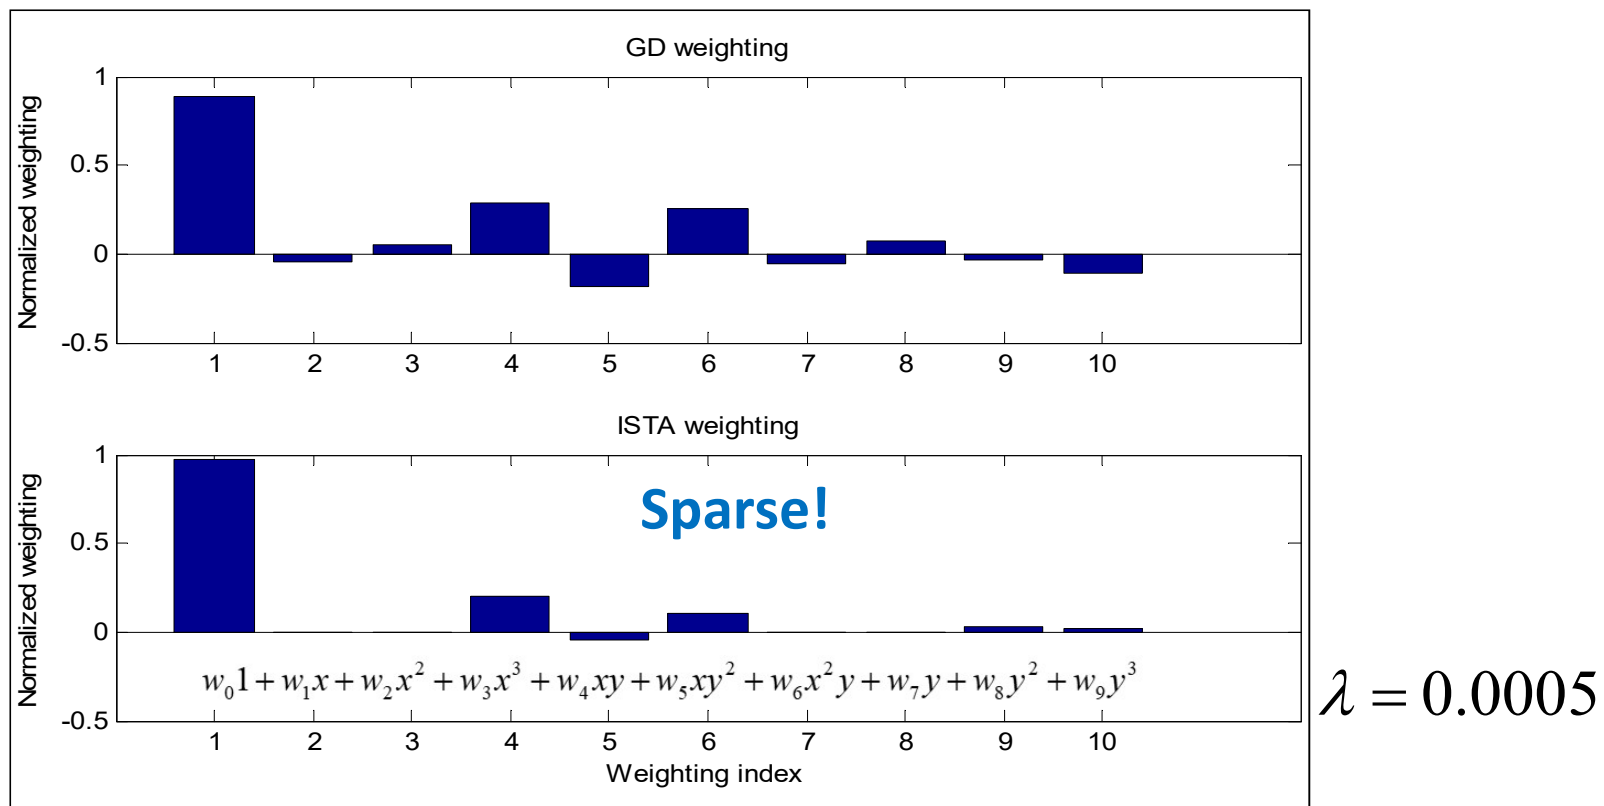 GD weighting
Normalized weighting
1
0.5
0
-0.5
1 2 3 4 5 6 7 8 9 10
ISTA weighting
Normalized weighting
1
0.5
0
-0.5
Sparse!
w₀1 + w₁x + w₂x² + w₃x³ + w₄xy + w₅xy² + w₆x²y + w₇y + w₈y² + w₉y³
λ = 0.0005
1 2 3 4 5 6 7 8 9 10
Weighting index